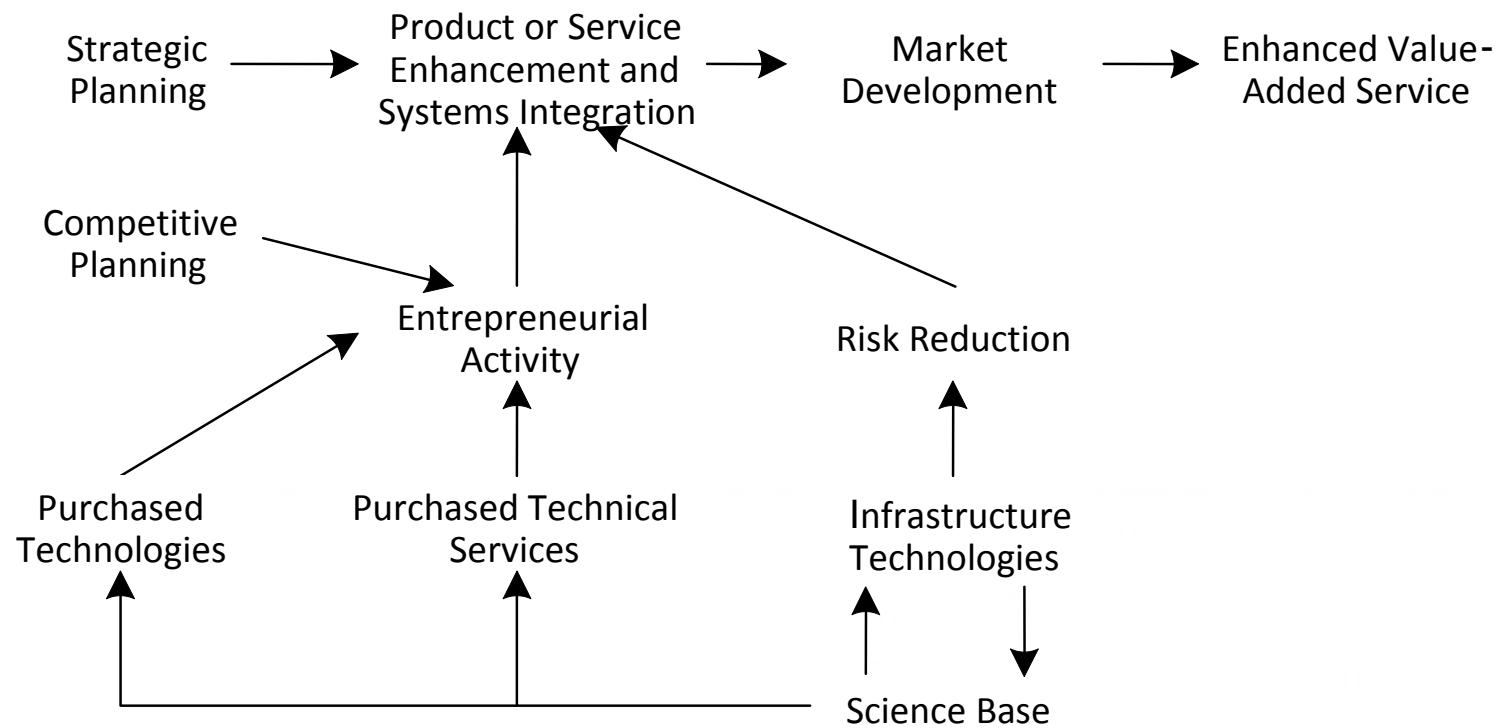 Strategic
Planning
Product or Service
Enhancement and
Systems Integration
Market
Development
Enhanced Value-
Added Service
Competitive
Planning
Entrepreneurial
Activity
Risk Reduction
Purchased
Technologies
Purchased Technical
Services
Infrastructure
Technologies
Science Base